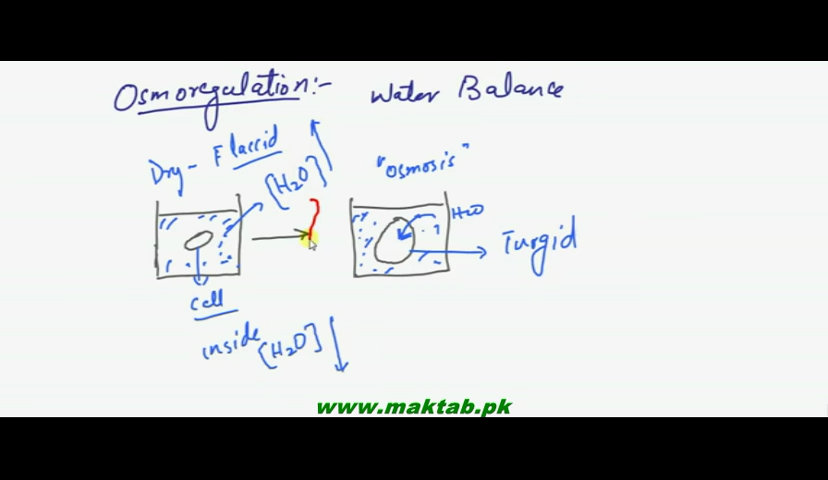 Osmoregulation:- Water Balance
Dry - Flaccid
[H2O]
"osmosis"
H2O
Turgid
Cell
inside [H2O]
www.maktab.pk